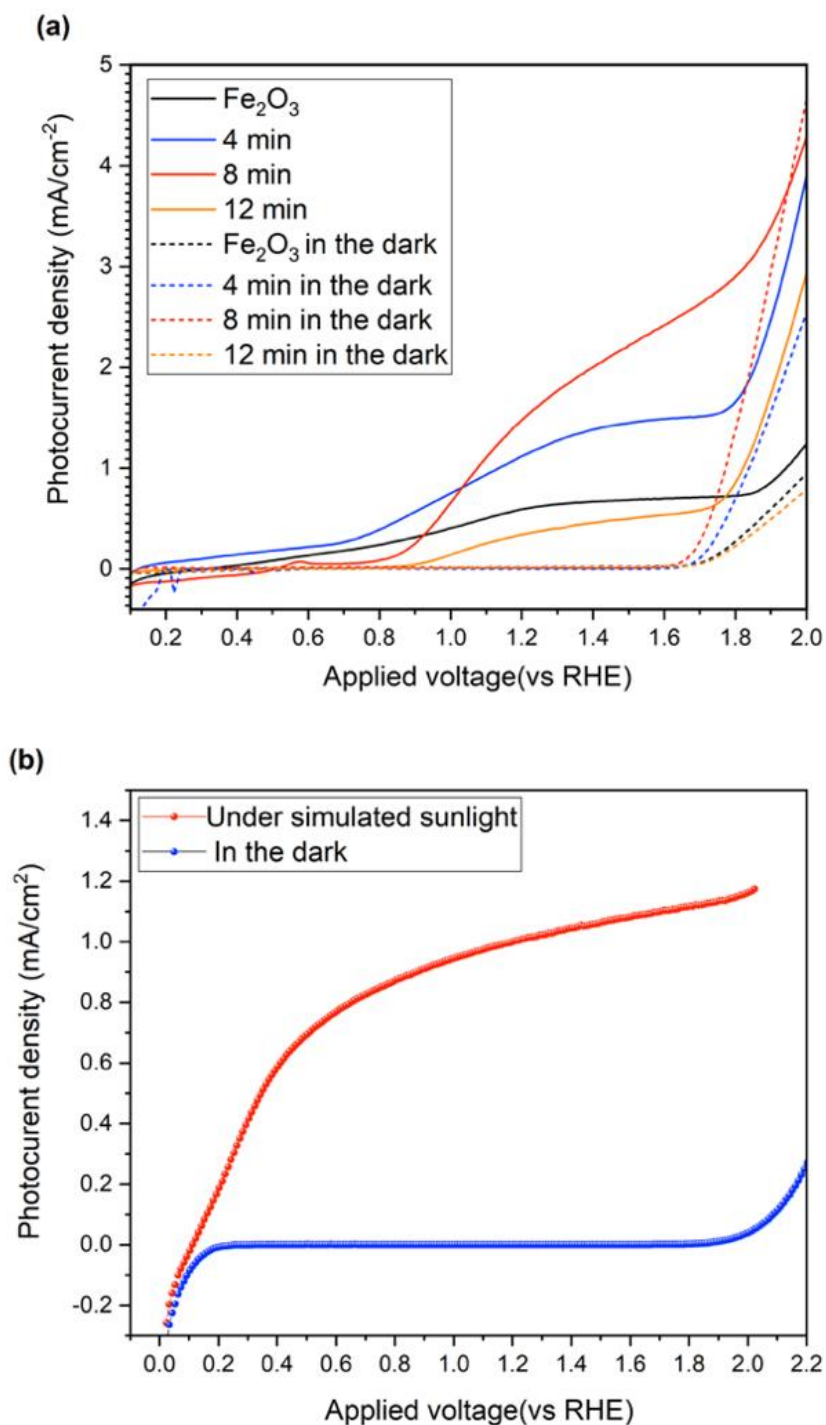 (a)
5
4
3
2
1
0
Photocurrent density (mA/cm⁻²)
Fe₂O₃
4 min
8 min
12 min
Fe₂O₃ in the dark
4 min in the dark
8 min in the dark
12 min in the dark
0.2 0.4 0.6 0.8 1.0 1.2 1.4 1.6 1.8 2.0
Applied voltage(vs RHE)
(b)
1.4
1.2
1.0
0.8
0.6
0.4
0.2
0.0
-0.2
Photocurent density (mA/cm²)
Under simulated sunlight
In the dark
0.0 0.2 0.4 0.6 0.8 1.0 1.2 1.4 1.6 1.8 2.0 2.2
Applied voltage(vs RHE)